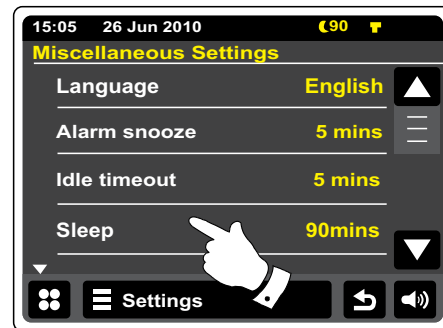 15:05 26 Jun 2010 90
Miscellaneous Settings
Language English
Alarm snooze 5 mins
Idle timeout 5 mins
Sleep 90mins
Settings